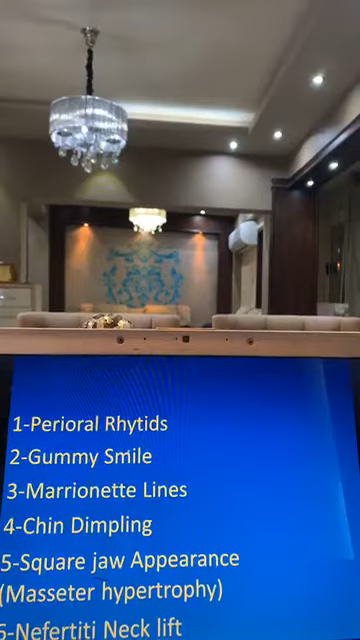 1-Perioral Rhytids
2-Gummy Smile
3-Marrionette Lines
4-Chin Dimpling
5-Square jaw Appearance
(Masseter hypertrophy)
6-Nefertiti Neck lift